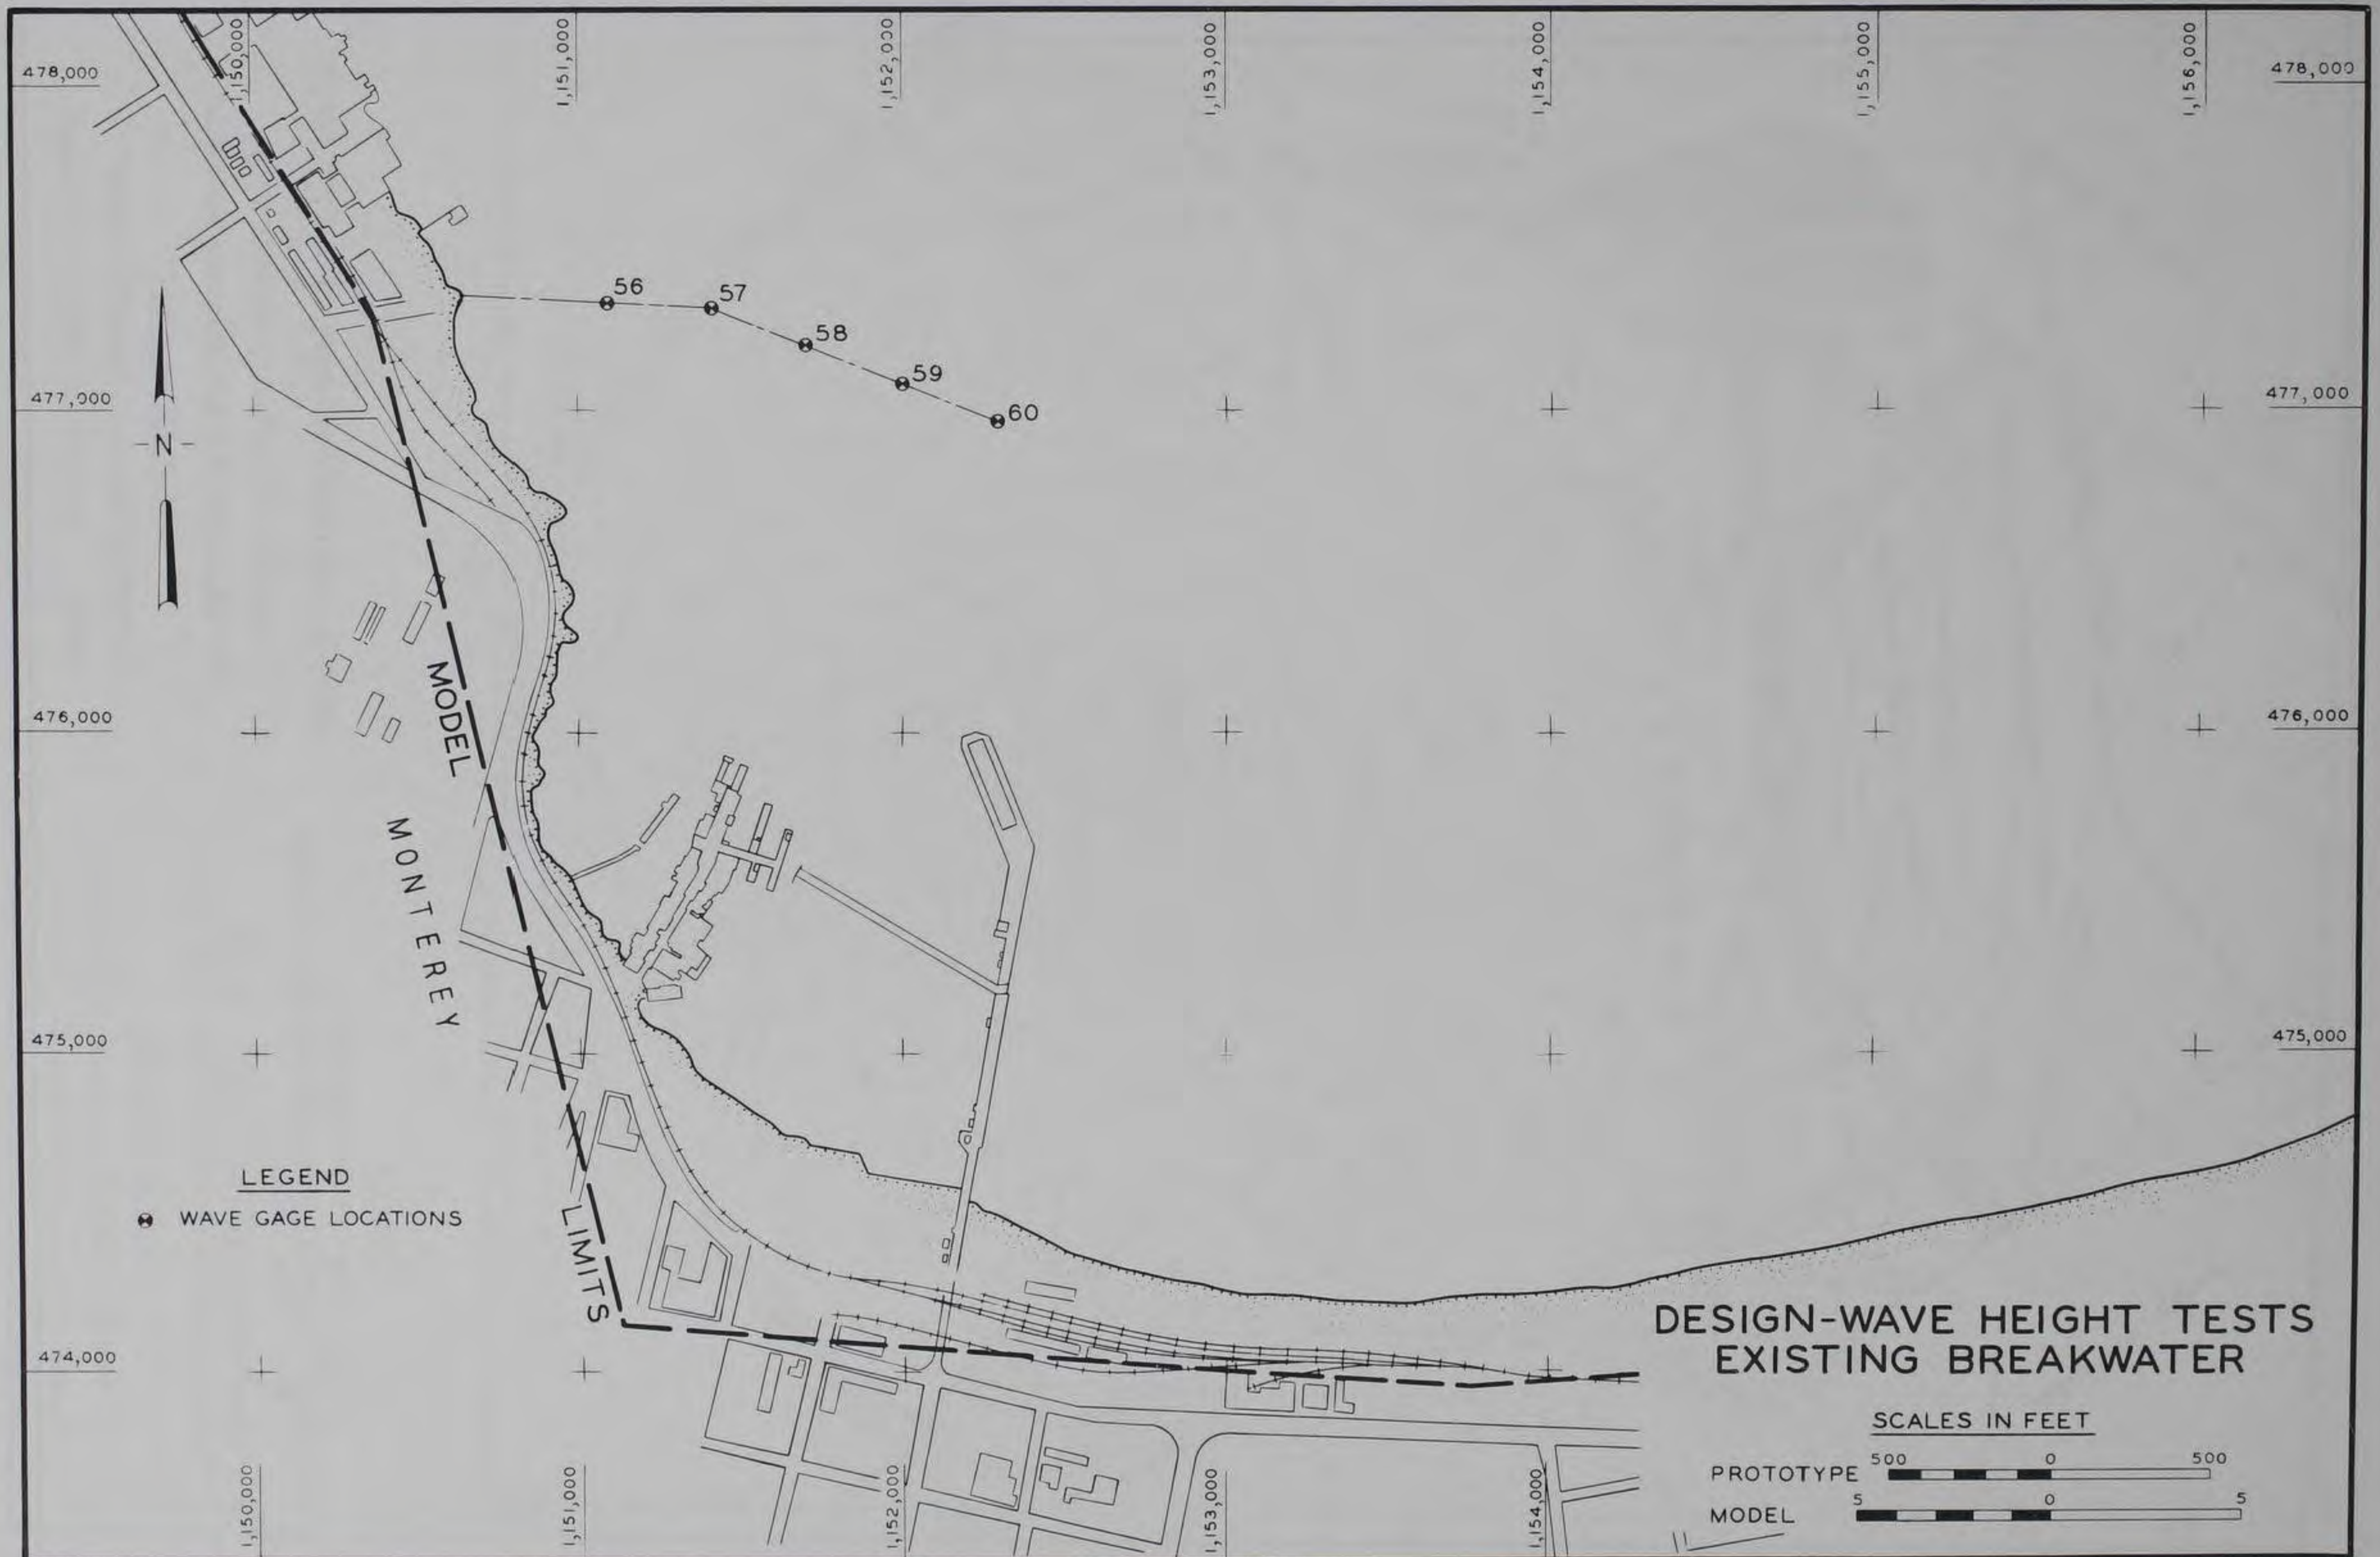 1,150,000
1,151,000
1,152,000
1,153,000
1,154,000
1,155,000
1,156,000
478,000
478,000
56
57
58
59
60
477,000
477,000
N
476,000
476,000
MODEL
MONTEREY
475,000
475,000
LEGEND
WAVE GAGE LOCATIONS
LIMITS
474,000
DESIGN-WAVE HEIGHT TESTS
EXISTING BREAKWATER
SCALES IN FEET
PROTOTYPE 500 0 500
MODEL 5 0 5
1,150,000
1,151,000
1,152,000
1,153,000
1,154,000